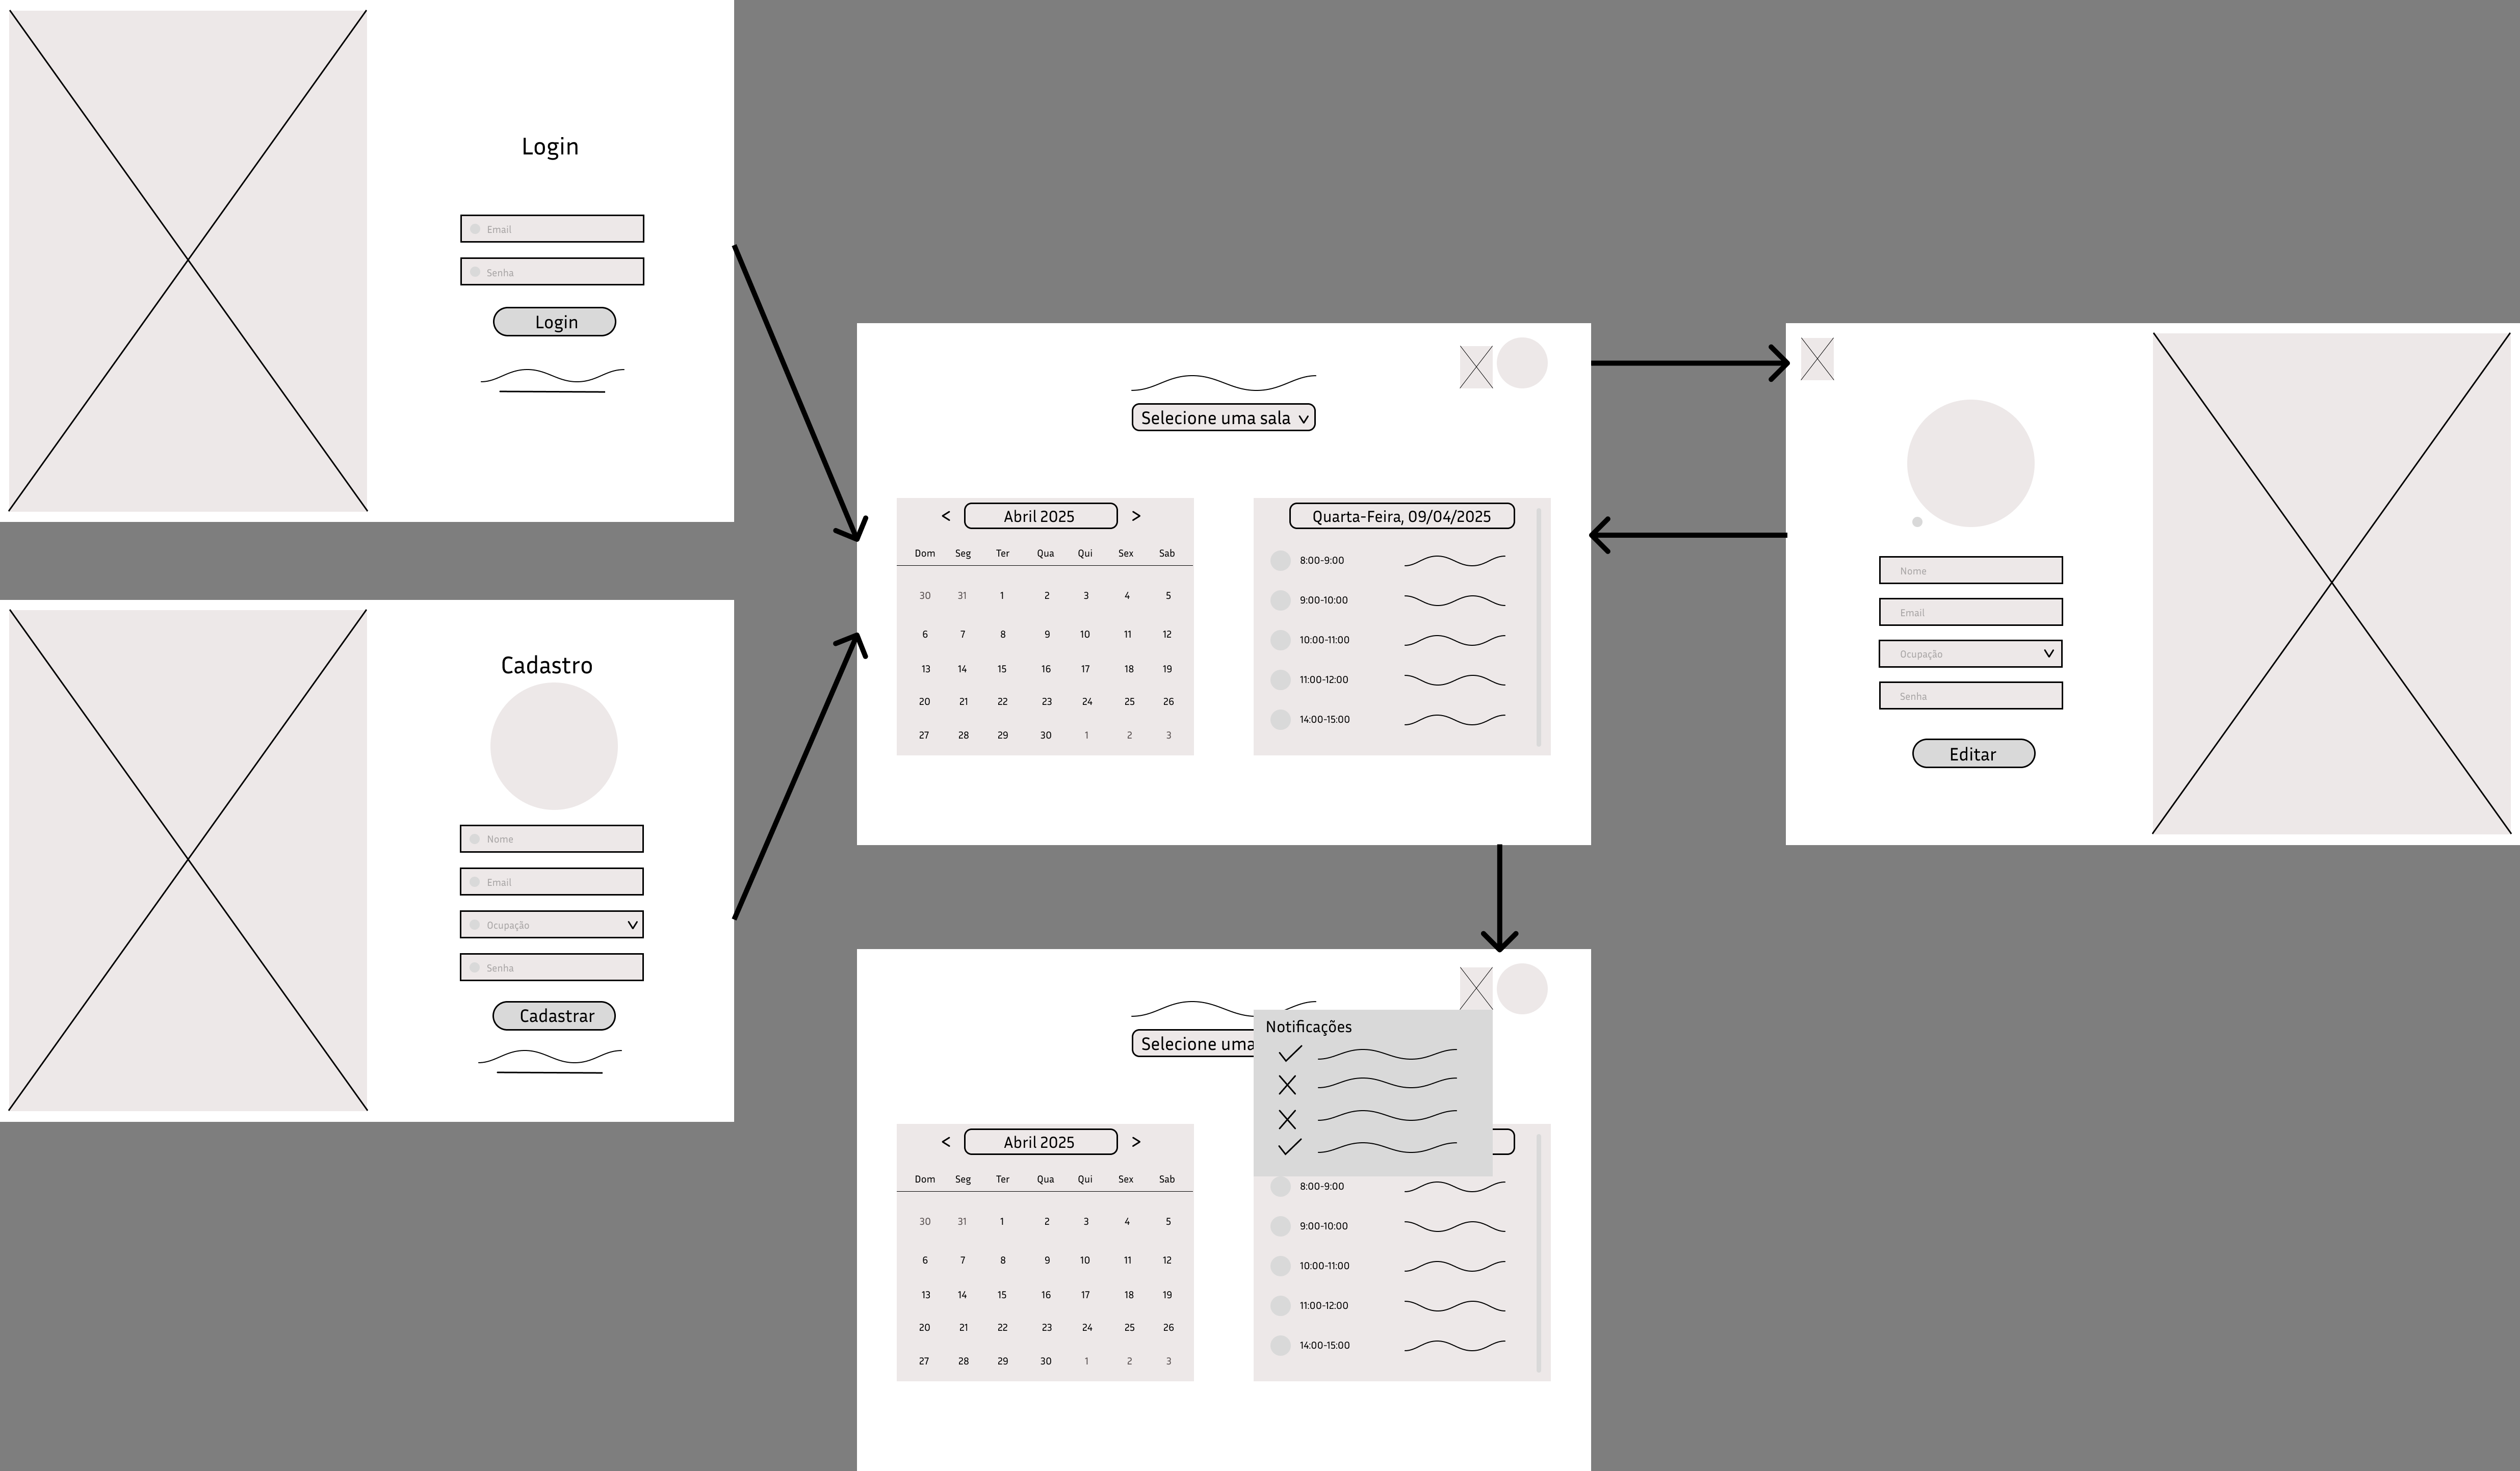 Login
Email
Senha
Login
Cadastro
Nome
Email
Ocupação
Senha
Cadastrar
Selecione uma sala
< Abril 2025 >
Dom Seg Ter Qua Qui Sex Sab
30 31 1 2 3 4 5
6 7 8 9 10 11 12
13 14 15 16 17 18 19
20 21 22 23 24 25 26
27 28 29 30 1 2 3
Quarta-Feira, 09/04/2025
8:00-9:00
9:00-10:00
10:00-11:00
11:00-12:00
14:00-15:00
Nome
Email
Ocupação
Senha
Editar
Selecione uma
Notificações
< Abril 2025 >
Dom Seg Ter Qua Qui Sex Sab
30 31 1 2 3 4 5
6 7 8 9 10 11 12
13 14 15 16 17 18 19
20 21 22 23 24 25 26
27 28 29 30 1 2 3
8:00-9:00
9:00-10:00
10:00-11:00
11:00-12:00
14:00-15:00